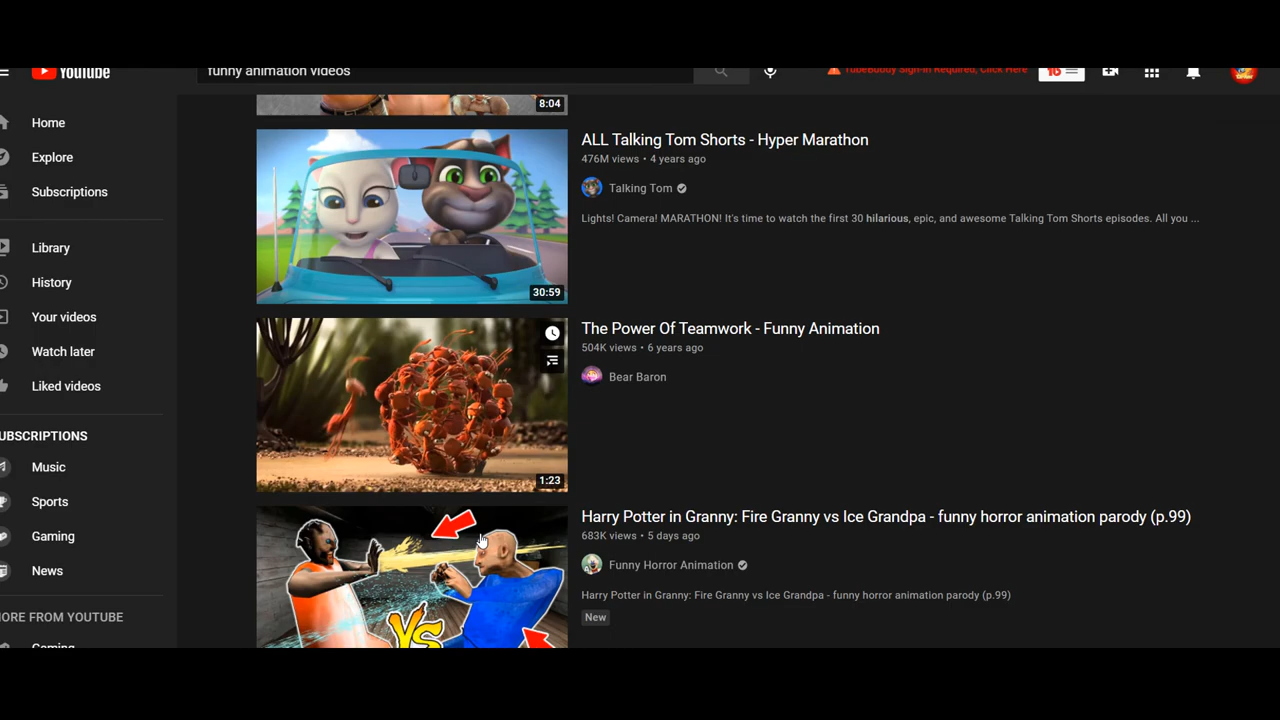 YouTube
funny animation videos
TubeBuddy Sign-in Required, Click Here
Home
Explore
Subscriptions
Library
History
Your videos
Watch later
Liked videos
UBSCRIPTIONS
Music
Sports
Gaming
News
ORE FROM YOUTUBE
Gaming
8:04
30:59
ALL Talking Tom Shorts - Hyper Marathon
476M views • 4 years ago
Talking Tom
Lights! Camera! MARATHON! It's time to watch the first 30 hilarious, epic, and awesome Talking Tom Shorts episodes. All you ...
1:23
The Power Of Teamwork - Funny Animation
504K views • 6 years ago
Bear Baron
VS
Harry Potter in Granny: Fire Granny vs Ice Grandpa - funny horror animation parody (p.99)
683K views • 5 days ago
Funny Horror Animation
Harry Potter in Granny: Fire Granny vs Ice Grandpa - funny horror animation parody (p.99)
New